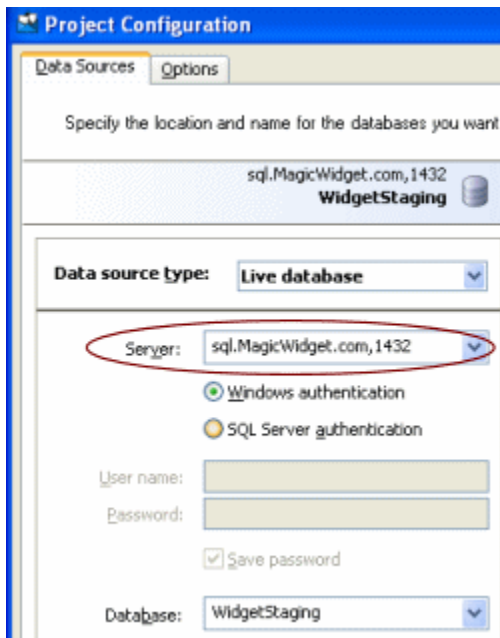 Project Configuration
Data Sources Options
Specify the location and name for the databases you want
sql.MagicWidget.com,1432
WidgetStaging
Data source type: Live database
Server: sql.MagicWidget.com,1432
Windows authentication
SQL Server authentication
User name:
Password:
Save password
Database: WidgetStaging